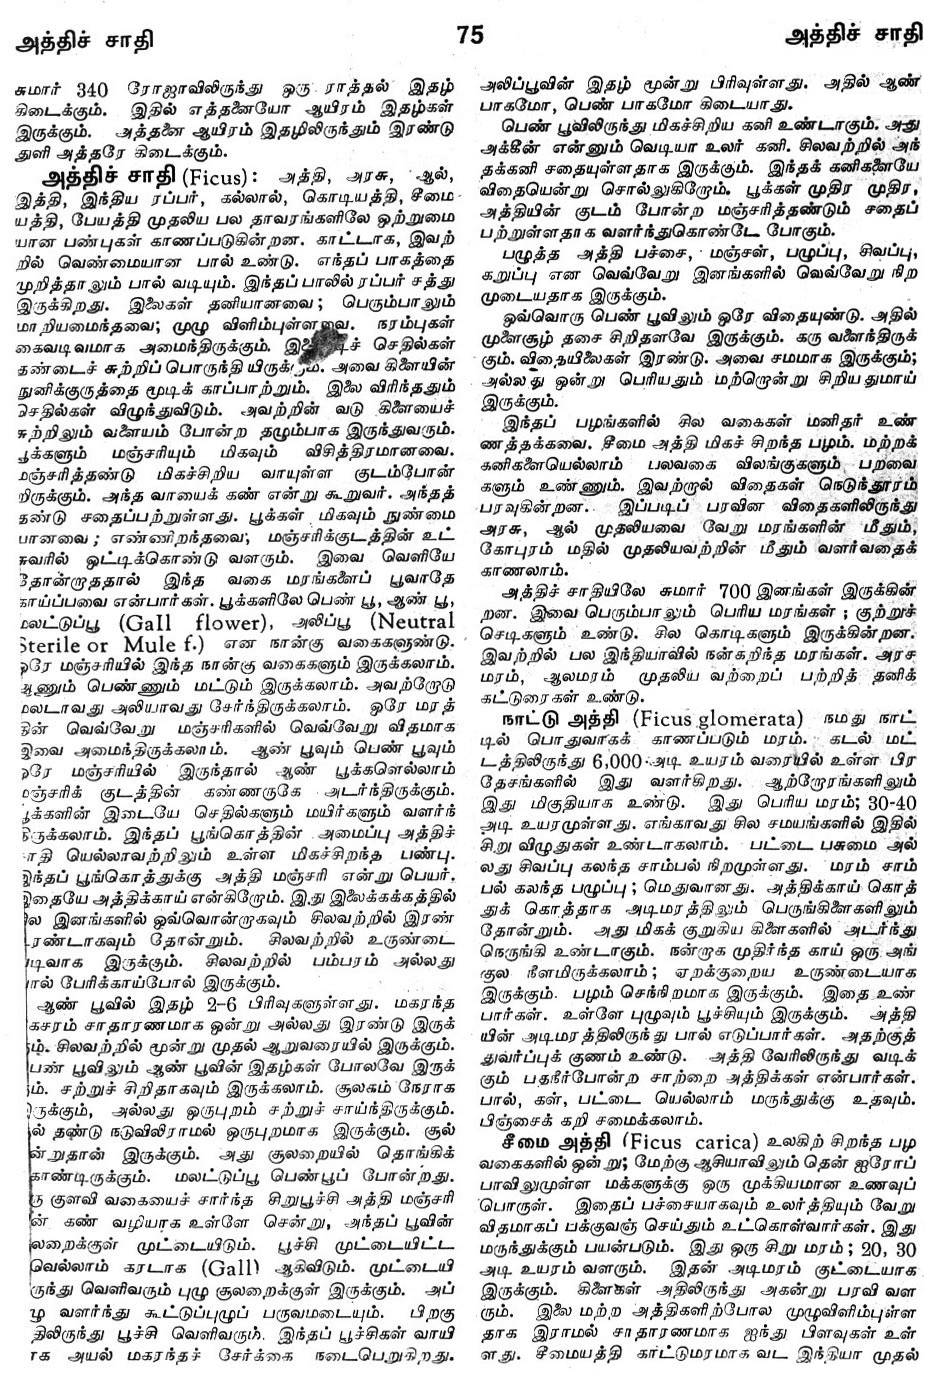 அத்திச் சாதி
75
அத்திச் சாதி
சுமார் 340 ரோஜாவிலிருந்து ஒரு ராத்தல் இதழ்
கிடைக்கும். இதில் எத்தனையோ ஆயிரம் இதழ்கள்
இருக்கும். அத்தனை ஆயிரம் இதழிலிருந்தும் இரண்டு
துளி அத்தரே கிடைக்கும்.
அத்திச் சாதி (Ficus): அத்தி, அரசு, ஆல்,
இத்தி, இந்திய ரப்பர், கல்லால், கொடியத்தி, சீமை
யத்தி, பேயத்தி முதலிய பல தாவரங்களிலே ஒற்றுமை
யான பண்புகள் காணப்படுகின்றன. காட்டாக, இவற்
றில் வெண்மையான பால் உண்டு. எந்தப் பாகத்தை
முறித்தாலும் பால் வடியும். இந்தப் பாலில் ரப்பர் சத்து
இருக்கிறது. இலைகள் தனியானவை; பெரும்பாலும்
மாறியமைந்தவை; முழு விளிம்புள்ளவை. நரம்புகள்
கைவடிவமாக அமைந்திருக்கும். செதில்கள்
தண்டைச் சுற்றிப் பொருந்தி யிருக்கும். அவை கிளையின்
நுனிக்குருத்தை மூடிக் காப்பாற்றும். இலை விரிந்ததும்
செதில்கள் விழுந்துவிடும். அவற்றின் வடு கிளையைச்
சுற்றிலும் வளையம் போன்ற தழும்பாக இருந்துவரும்.
பூக்களும் மஞ்சரியும் மிகவும் விசித்திரமானவை.
மஞ்சரித்தண்டு மிகச்சிறிய வாயுள்ள குடம்போன்
றிருக்கும். அந்த வாயைக் கண் என்று கூறுவர். அந்தத்
தண்டு சதைப்பற்றுள்ளது. பூக்கள் மிகவும் நுண்மை
யானவை; எண்ணிறந்தவை; மஞ்சரிக்குடத்தின் உட்
சுவரில் ஒட்டிக்கொண்டு வளரும். இவை வெளியே
தோன்றாததால் இந்த வகை மரங்களைப் பூவாதே
காய்ப்பவை என்பார்கள். பூக்களிலே பெண் பூ, ஆண் பூ,
மலட்டுப்பூ (Gall flower), அலிப்பூ (Neutral
Sterile or Mule f.) என நான்கு வகைகளுண்டு.
ஒரே மஞ்சரியில் இந்த நான்கு வகைகளும் இருக்கலாம்.
ஆணும் பெண்ணும் மட்டும் இருக்கலாம். அவற்றோடு
மலடாவது அலியாவது சேர்ந்திருக்கலாம். ஒரே மரத்
தின் வெவ்வேறு மஞ்சரிகளில் வெவ்வேறு விதமாக
இவை அமைந்திருக்கலாம். ஆண் பூவும் பெண் பூவும்
ஒரே மஞ்சரியில் இருந்தால் ஆண் பூக்களெல்லாம்
மஞ்சரிக் குடத்தின் கண்ணருகே அடர்ந்திருக்கும்.
பூக்களின் இடையே செதில்களும் மயிர்களும் வளர்ந்
திருக்கலாம். இந்தப் பூங்கொத்தின் அமைப்பு அத்திச்
சாதி யெல்லாவற்றிலும் உள்ள மிகச்சிறந்த பண்பு.
இந்தப் பூங்கொத்துக்கு அத்தி மஞ்சரி என்று பெயர்.
இதையே அத்திக்காய் என்கிறோம். இது இலைக்கக்கத்தில்
சில இனங்களில் ஒவ்வொன்றாகவும் சிலவற்றில் இரண்
டிரண்டாகவும் தோன்றும். சிலவற்றில் உருண்டை
வடிவாக இருக்கும். சிலவற்றில் பம்பரம் அல்லது
பால் பேரிக்காய்போல் இருக்கும்.
ஆண் பூவில் இதழ் 2-6 பிரிவுகளுள்ளது. மகரந்த
கேசரம் சாதாரணமாக ஒன்று அல்லது இரண்டு இருக்
கும். சிலவற்றில் மூன்று முதல் ஆறுவரையில் இருக்கும்.
பெண் பூவிலும் ஆண் பூவின் இதழ்கள் போலவே இருக்
கும். சற்றுச் சிறிதாகவும் இருக்கலாம். சூலகம் நேராக
இருக்கும், அல்லது ஒருபுறம் சற்றுச் சாய்ந்திருக்கும்.
சூல் தண்டு நடுவிலிராமல் ஒருபுறமாக இருக்கும். சூல்
ஒன்றுதான் இருக்கும். அது சூலறையில் தொங்கிக்
கொண்டிருக்கும். மலட்டுப்பூ பெண்பூப் போன்றது.
ஒரு குளவி வகையைச் சார்ந்த சிறுபூச்சி அத்தி மஞ்சரி
யின் கண் வழியாக உள்ளே சென்று, அந்தப் பூவின்
சூலறைக்குள் முட்டையிடும். பூச்சி முட்டையிட்ட
வெல்லாம் கரடாக (Gall) ஆகிவிடும். முட்டையி
லிருந்து வெளிவரும் புழு சூலறைக்குள் இருக்கும். அப்
புழு வளர்ந்து கூட்டுப்புழுப் பருவமடையும். பிறகு
அதிலிருந்து பூச்சி வெளிவரும். இந்தப் பூச்சிகள் வாயி
லாக அயல் மகரந்தச் சேர்க்கை நடைபெறுகிறது.
அலிப்பூவின் இதழ் மூன்று பிரிவுள்ளது. அதில் ஆண்
பாகமோ, பெண் பாகமோ கிடையாது.
பெண் பூவிலிருந்து மிகச்சிறிய கனி உண்டாகும். அது
அக்கீன் என்னும் வெடியா உலர் கனி. சிலவற்றில் அந்
தக்கனி சதையுள்ளதாக இருக்கும். இந்தக் கனிகளையே
விதையென்று சொல்லுகிறோம். பூக்கள் முதிர முதிர,
அத்தியின் குடம் போன்ற மஞ்சரித்தண்டும் சதைப்
பற்றுள்ளதாக வளர்ந்துகொண்டே போகும்.
பழுத்த அத்தி பச்சை, மஞ்சள், பழுப்பு, சிவப்பு,
கறுப்பு என வெவ்வேறு இனங்களில் வெவ்வேறு நிற
முடையதாக இருக்கும்.
ஒவ்வொரு பெண் பூவிலும் ஒரே விதையுண்டு. அதில்
முளைசூழ் தசை சிறிதளவே இருக்கும். கரு வளைந்திருக்
கும். விதையிலைகள் இரண்டு. அவை சமமாக இருக்கும்;
அல்லது ஒன்று பெரியதும் மற்றொன்று சிறியதுமாய்
இருக்கும்.
இந்தப் பழங்களில் சில வகைகள் மனிதர் உண்
ணத்தக்கவை. சீமை அத்தி மிகச் சிறந்த பழம். மற்றக்
கனிகளையெல்லாம் பலவகை விலங்குகளும் பறவை
களும் உண்ணும். இவற்றால் விதைகள் நெடுந்தூரம்
பரவுகின்றன. இப்படிப் பரவின விதைகளிலிருந்து
அரசு, ஆல் முதலியவை வேறு மரங்களின் மீதும்,
கோபுரம் மதில் முதலியவற்றின் மீதும் வளர்வதைக்
காணலாம்.
அத்திச் சாதியிலே சுமார் 700 இனங்கள் இருக்கின்
றன. இவை பெரும்பாலும் பெரிய மரங்கள்; குற்றுச்
செடிகளும் உண்டு. சில கொடிகளும் இருக்கின்றன.
இவற்றில் பல இந்தியாவில் நன்கறிந்த மரங்கள். அரச
மரம், ஆலமரம் முதலிய வற்றைப் பற்றித் தனிக்
கட்டுரைகள் உண்டு.
நாட்டு அத்தி (Ficus glomerata) நமது நாட்
டில் பொதுவாகக் காணப்படும் மரம். கடல் மட்
டத்திலிருந்து 6,000 அடி உயரம் வரையில் உள்ள பிர
தேசங்களில் இது வளர்கிறது. ஆற்றோரங்களிலும்
இது மிகுதியாக உண்டு. இது பெரிய மரம்; 30-40
அடி உயரமுள்ளது. எங்காவது சில சமயங்களில் இதில்
சிறு விழுதுகள் உண்டாகலாம். பட்டை பசுமை அல்
லது சிவப்பு கலந்த சாம்பல் நிறமுள்ளது. மரம் சாம்
பல் கலந்த பழுப்பு; மெதுவானது. அத்திக்காய் கொத்
துக் கொத்தாக அடிமரத்திலும் பெருங்கிளைகளிலும்
தோன்றும். அது மிகக் குறுகிய கிளைகளில் அடர்ந்து
நெருங்கி உண்டாகும். நன்றாக முதிர்ந்த காய் ஒரு அங்
குல நீளமிருக்கலாம்; ஏறக்குறைய உருண்டையாக
இருக்கும். பழம் செந்நிறமாக இருக்கும். இதை உண்
பார்கள். உள்ளே புழுவும் பூச்சியும் இருக்கும். அத்தி
யின் அடிமரத்திலிருந்து பால் எடுப்பார்கள். அதற்குத்
துவர்ப்புக் குணம் உண்டு. அத்தி வேரிலிருந்து வடிக்
கும் பதநீர்போன்ற சாற்றை அத்திக்கள் என்பார்கள்.
பால், கள், பட்டை யெல்லாம் மருந்துக்கு உதவும்.
பிஞ்சைக் கறி சமைக்கலாம்.
சீமை அத்தி (Ficus carica) உலகிற் சிறந்த பழ
வகைகளில் ஒன்று; மேற்கு ஆசியாவிலும் தென் ஐரோப்
பாவிலுமுள்ள மக்களுக்கு ஒரு முக்கியமான உணவுப்
பொருள். இதைப் பச்சையாகவும் உலர்த்தியும் வேறு
விதமாகப் பக்குவஞ் செய்தும் உட்கொள்வார்கள். இது
மருந்துக்கும் பயன்படும். இது ஒரு சிறு மரம்; 20, 30
அடி உயரம் வளரும். இதன் அடிமரம் குட்டையாக
இருக்கும். கிளைகள் அதிலிருந்து அகன்று பரவி வள
ரும். இலை மற்ற அத்திகளிற்போல முழுவிளிம்புள்ள
தாக இராமல் சாதாரணமாக ஐந்து பிளவுகள் உள்
ளது. சீமையத்தி காட்டுமரமாக வட இந்தியா முதல்